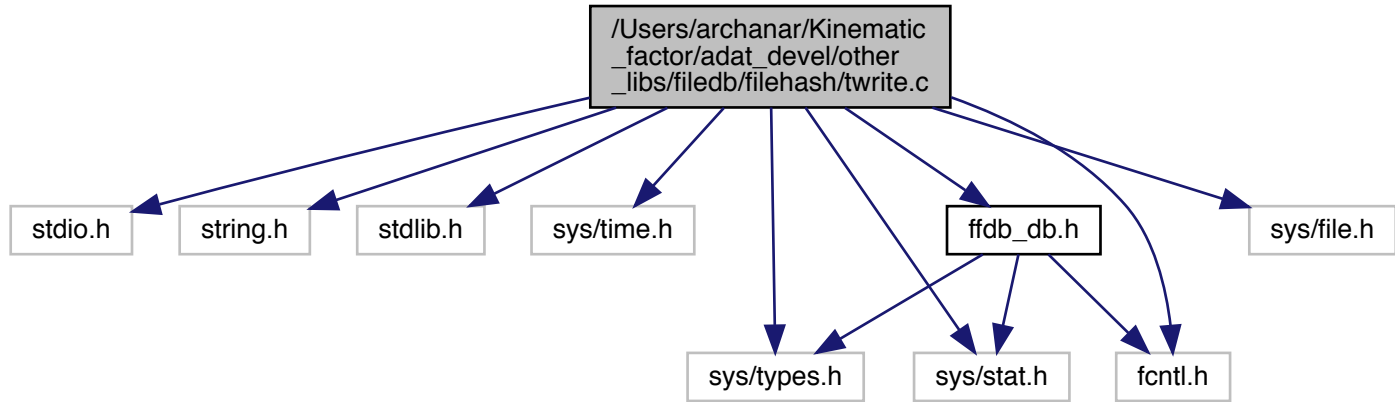 /Users/archanar/Kinematic
_factor/adat_devel/other
_libs/filedb/filehash/twrite.c
stdio.h
string.h
stdlib.h
sys/time.h
ffdb_db.h
sys/file.h
sys/types.h
sys/stat.h
fcntl.h